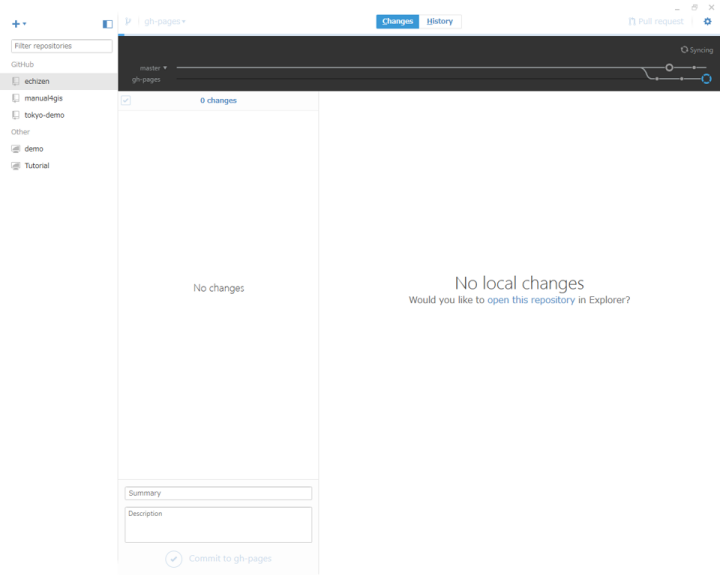 gh-pages
Changes
History
Pull request
Filter repositories
GitHub
echizen
manual4gis
tokyo-demo
Other
demo
Tutorial
Syncing
master
gh-pages
0 changes
No changes
No local changes
Would you like to open this repository in Explorer?
Summary
Description
Commit to gh-pages